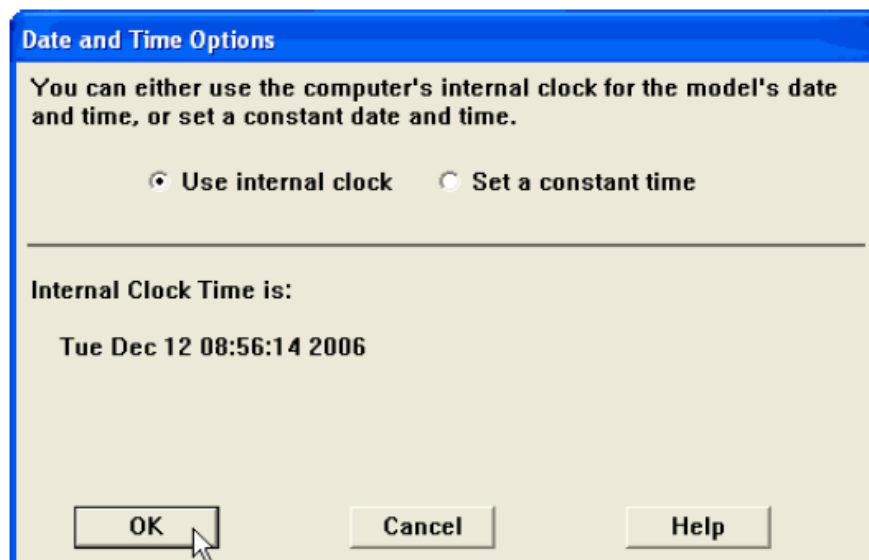 Date and Time Options
You can either use the computer's internal clock for the model's date
and time, or set a constant date and time.
Use internal clock Set a constant time
Internal Clock Time is:
Tue Dec 12 08:56:14 2006
OK Cancel Help